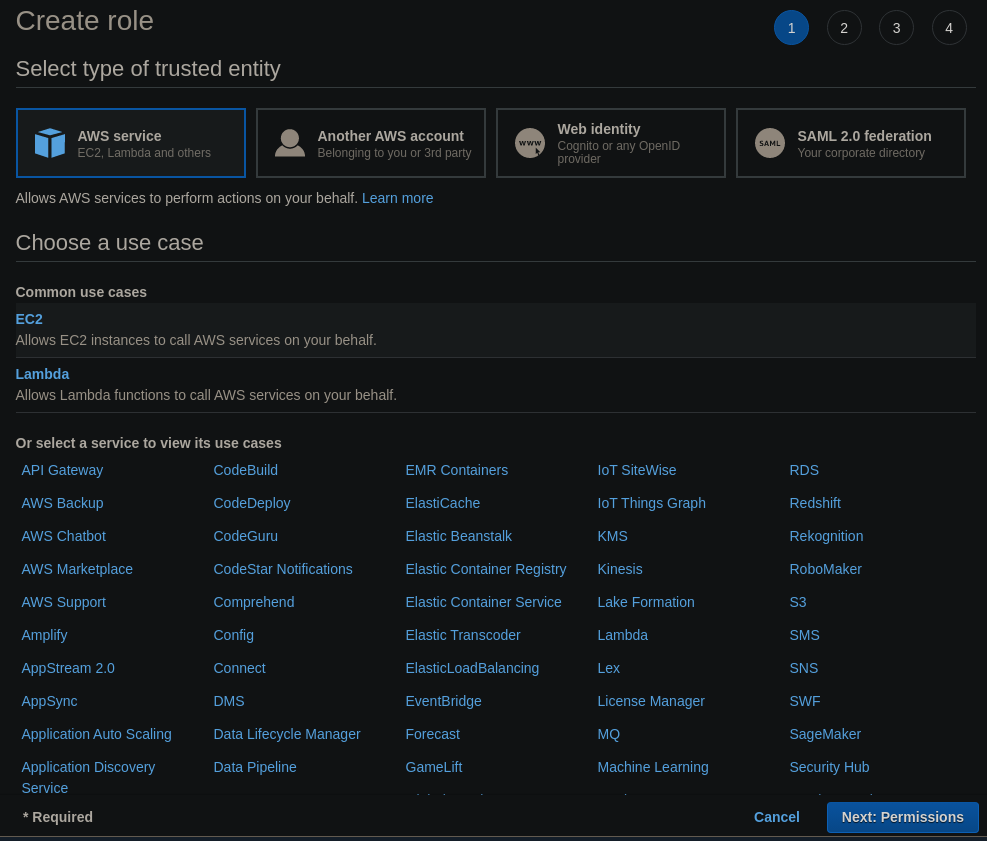 Create role
1 2 3 4
Select type of trusted entity
AWS service
EC2, Lambda and others
Another AWS account
Belonging to you or 3rd party
WWW
Web identity
Cognito or any OpenID
provider
SAML
SAML 2.0 federation
Your corporate directory
Allows AWS services to perform actions on your behalf. Learn more
Choose a use case
Common use cases
EC2
Allows EC2 instances to call AWS services on your behalf.
Lambda
Allows Lambda functions to call AWS services on your behalf.
Or select a service to view its use cases
API Gateway CodeBuild EMR Containers IoT SiteWise RDS
AWS Backup CodeDeploy ElastiCache IoT Things Graph Redshift
AWS Chatbot CodeGuru Elastic Beanstalk KMS Rekognition
AWS Marketplace CodeStar Notifications Elastic Container Registry Kinesis RoboMaker
AWS Support Comprehend Elastic Container Service Lake Formation S3
Amplify Config Elastic Transcoder Lambda SMS
AppStream 2.0 Connect ElasticLoadBalancing Lex SNS
AppSync DMS EventBridge License Manager SWF
Application Auto Scaling Data Lifecycle Manager Forecast MQ SageMaker
Application Discovery Data Pipeline GameLift Machine Learning Security Hub
Service
* Required Cancel Next: Permissions